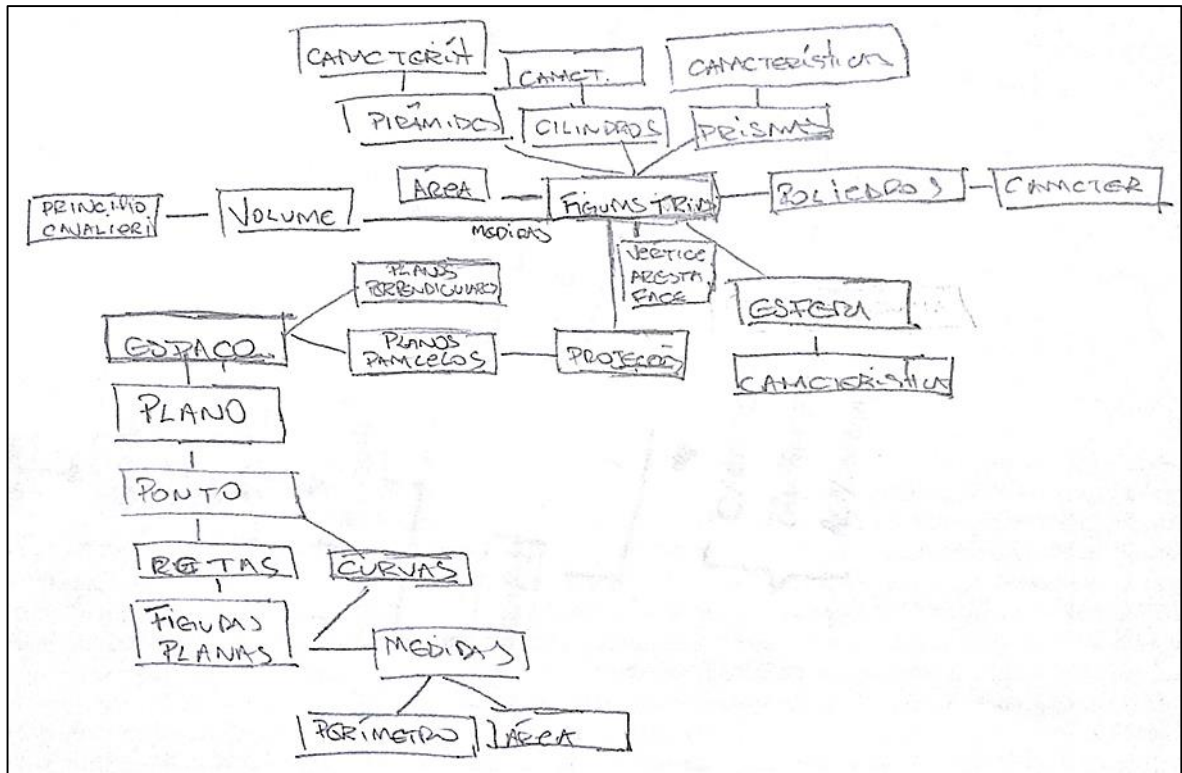 CARACTERÍST
CARACT.
CARACTERÍSTICAS
PIRÂMIDES
CILINDROS
PRISMAS
ÁREA
FIGURAS TRID.
POLIEDROS
CARACTER
PRINCÍPIO
CAVALIERI
VOLUME
MEDIDAS
VÉRTICE
ARESTA
FACE
PLANOS
PERPENDICULARES
ESFERA
ESPAÇO
PLANOS
PARALELOS
PROJEÇÕES
CARACTERÍSTICAS
PLANO
PONTO
RETAS
CURVAS
FIGURAS
PLANAS
MEDIDAS
PERÍMETRO
ÁREA